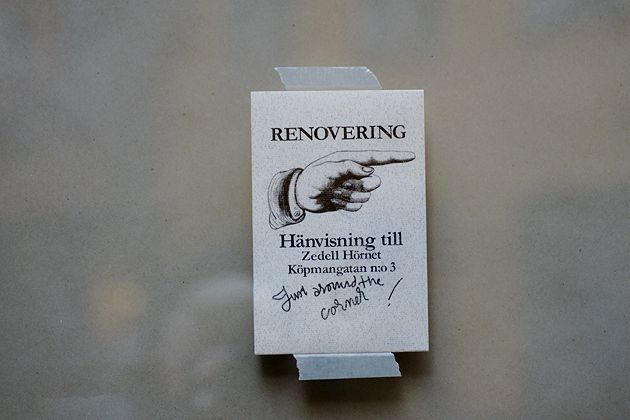 RENOVERING
Hänvisning till
Zedell Hörnet
Köpmangatan n:o 3
Just around the
corner!